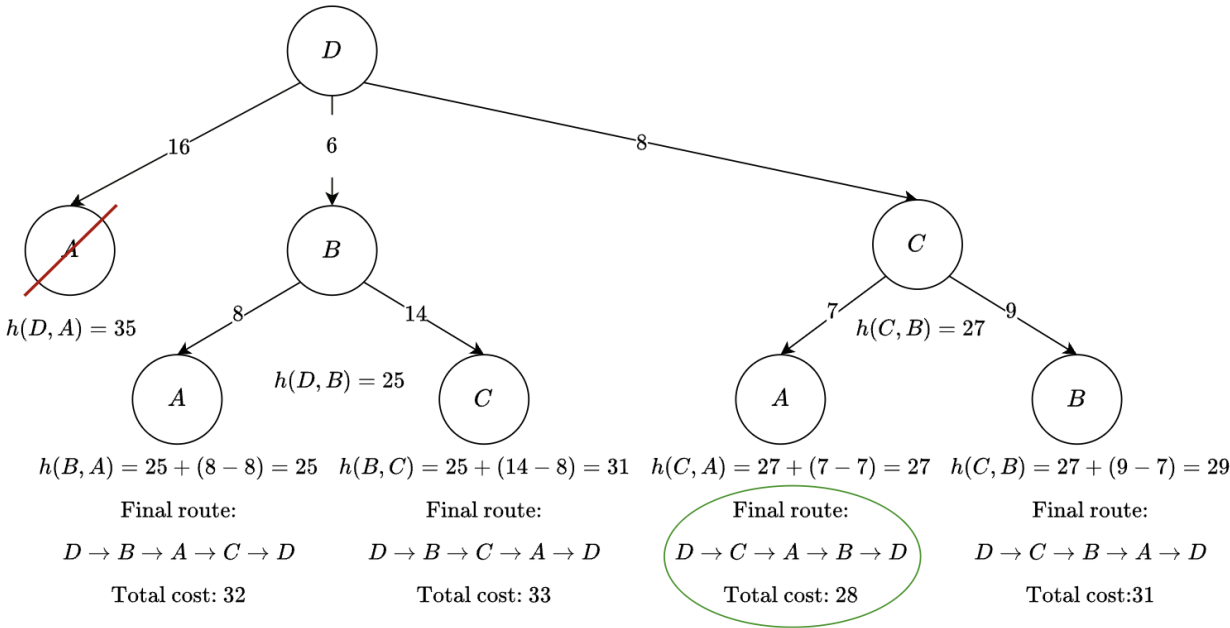 D
16
6
8
A
B
C
h(D, A) = 35
8
14
7
h(C, B) = 27
9
h(D, B) = 25
A
C
A
B
h(B, A) = 25 + (8 − 8) = 25
h(B, C) = 25 + (14 − 8) = 31
h(C, A) = 27 + (7 − 7) = 27
h(C, B) = 27 + (9 − 7) = 29
Final route:
D → B → A → C → D
Total cost: 32
Final route:
D → B → C → A → D
Total cost: 33
Final route:
D → C → A → B → D
Total cost: 28
Final route:
D → C → B → A → D
Total cost:31